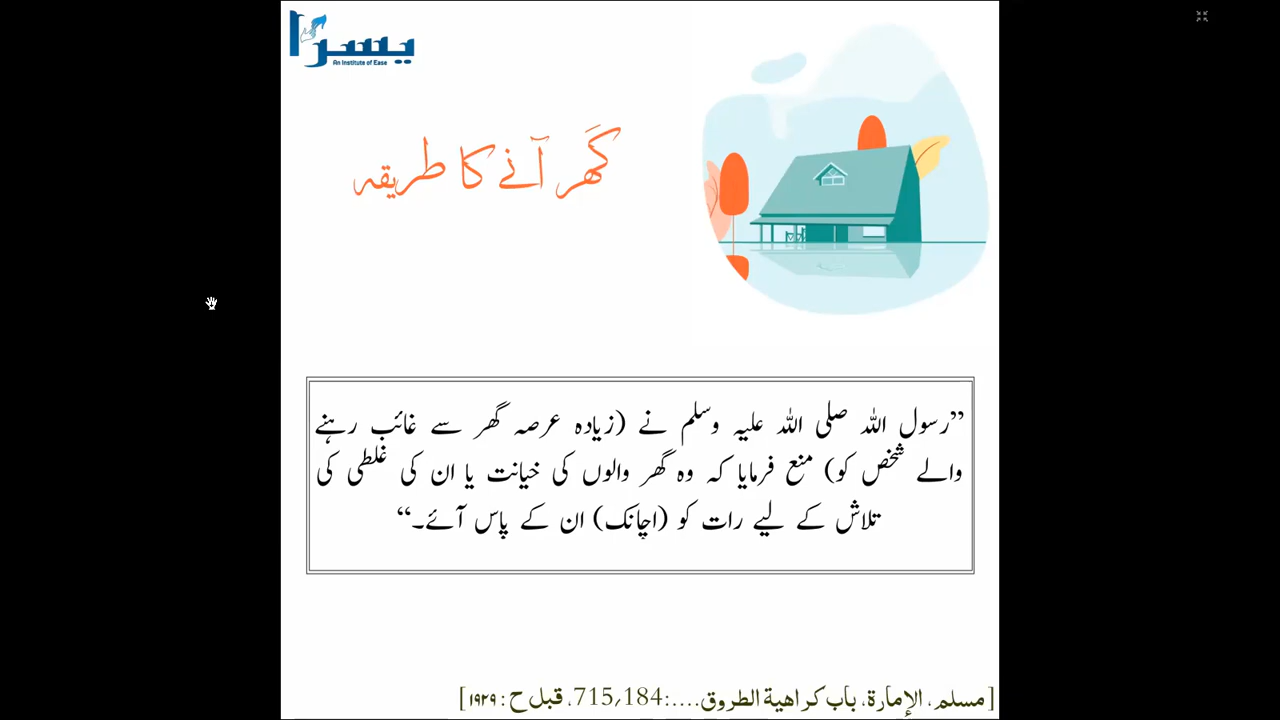 یسرا
An Institute of Ease
گھر آنے کا طریقہ
”رسول اللہ صلی اللہ علیہ وسلم نے (زیادہ عرصہ گھر سے غائب رہنے
والے شخص کو) منع فرمایا کہ وہ گھر والوں کی خیانت یا ان کی غلطی کی
تلاش کے لیے رات کو (اچانک) ان کے پاس آئے۔“
[مسلم، الإمارة، باب كراهية الطروق....:184؍715، قبل ح: ۱۹۲۹]